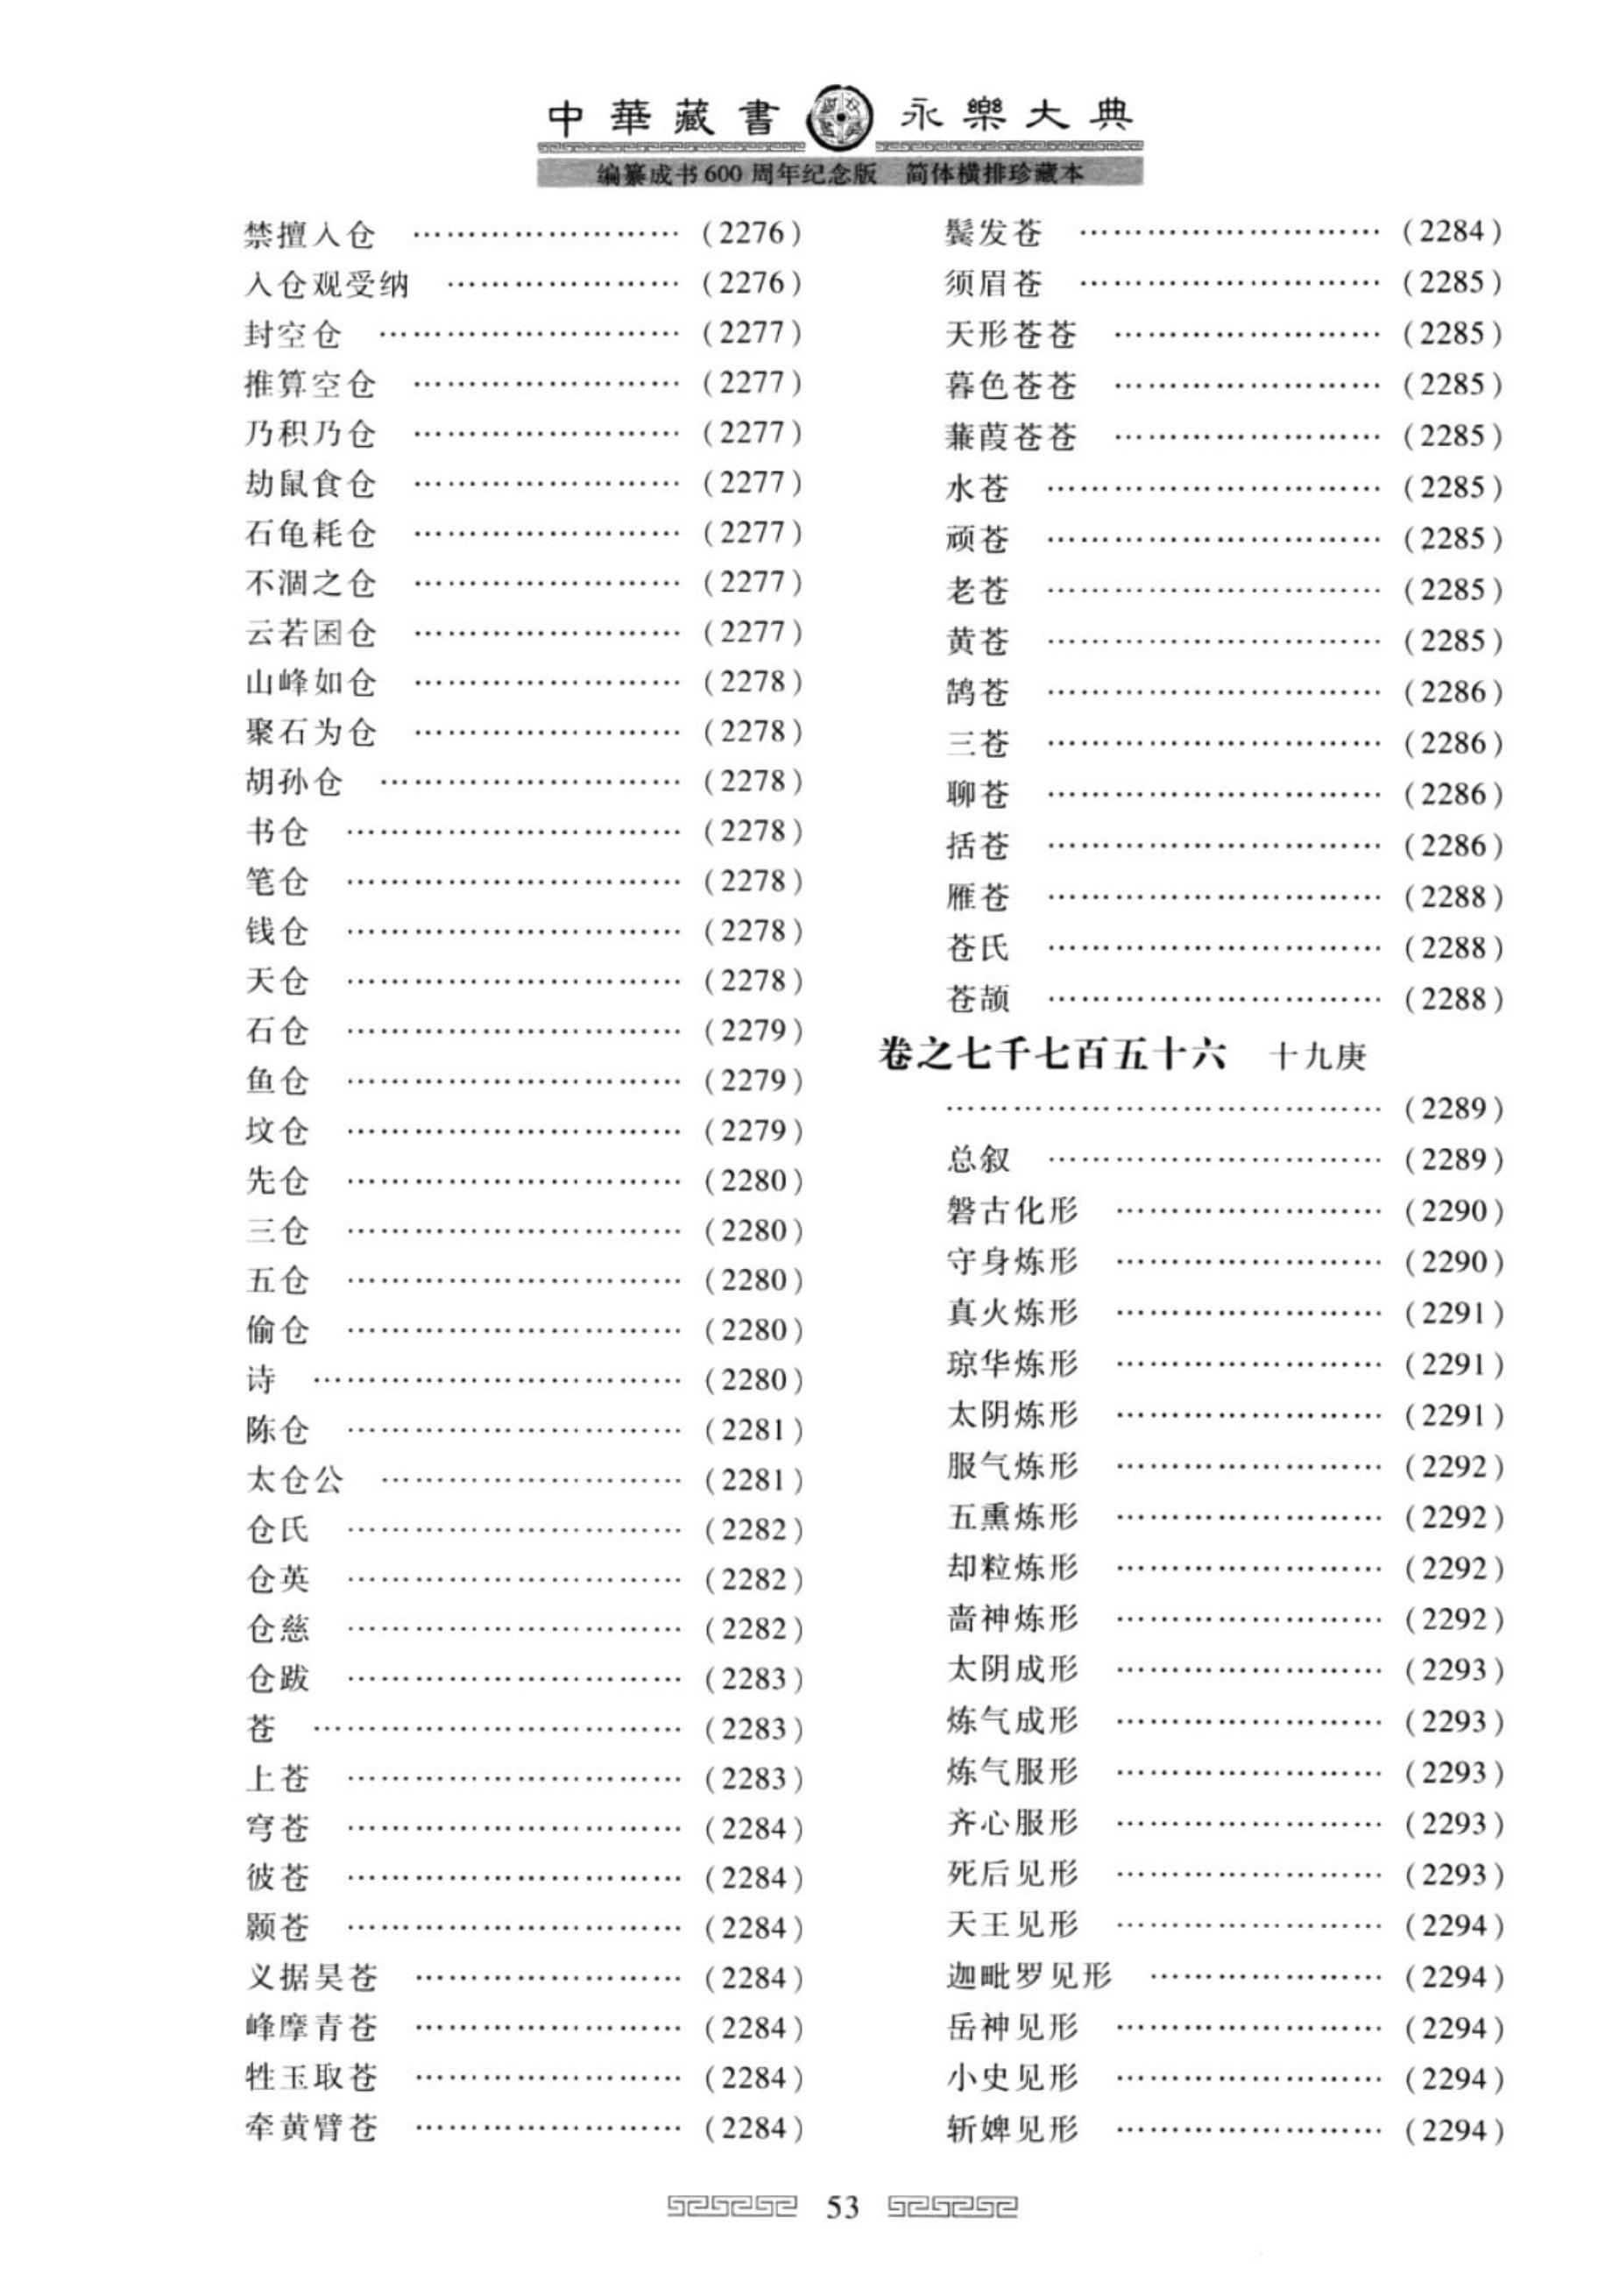 中華藏書 永樂大典
编纂成书600周年纪念版 简体横排珍藏本
禁擅入仓 ……………………（2276）
入仓观受纳 …………………（2276）
封空仓 ………………………（2277）
推算空仓 ……………………（2277）
乃积乃仓 ……………………（2277）
劫鼠食仓 ……………………（2277）
石龟耗仓 ……………………（2277）
不涸之仓 ……………………（2277）
云若囷仓 ……………………（2277）
山峰如仓 ……………………（2278）
聚石为仓 ……………………（2278）
胡孙仓 ………………………（2278）
书仓 …………………………（2278）
笔仓 …………………………（2278）
钱仓 …………………………（2278）
天仓 …………………………（2278）
石仓 …………………………（2279）
鱼仓 …………………………（2279）
坟仓 …………………………（2279）
先仓 …………………………（2280）
三仓 …………………………（2280）
五仓 …………………………（2280）
偷仓 …………………………（2280）
诗 ……………………………（2280）
陈仓 …………………………（2281）
太仓公 ………………………（2281）
仓氏 …………………………（2282）
仓英 …………………………（2282）
仓慈 …………………………（2282）
仓跋 …………………………（2283）
苍 ……………………………（2283）
上苍 …………………………（2283）
穹苍 …………………………（2284）
彼苍 …………………………（2284）
颢苍 …………………………（2284）
义据昊苍 ……………………（2284）
峰摩青苍 ……………………（2284）
牲玉取苍 ……………………（2284）
牵黄臂苍 ……………………（2284）
鬓发苍 ………………………（2284）
须眉苍 ………………………（2285）
天形苍苍 ……………………（2285）
暮色苍苍 ……………………（2285）
蒹葭苍苍 ……………………（2285）
水苍 …………………………（2285）
顽苍 …………………………（2285）
老苍 …………………………（2285）
黄苍 …………………………（2285）
鹄苍 …………………………（2286）
三苍 …………………………（2286）
聊苍 …………………………（2286）
括苍 …………………………（2286）
雁苍 …………………………（2288）
苍氏 …………………………（2288）
苍颉 …………………………（2288）
卷之七千七百五十六 十九庚
…………………………………（2289）
总叙 …………………………（2289）
磐古化形 ……………………（2290）
守身炼形 ……………………（2290）
真火炼形 ……………………（2291）
琼华炼形 ……………………（2291）
太阴炼形 ……………………（2291）
服气炼形 ……………………（2292）
五熏炼形 ……………………（2292）
却粒炼形 ……………………（2292）
啬神炼形 ……………………（2292）
太阴成形 ……………………（2293）
炼气成形 ……………………（2293）
炼气服形 ……………………（2293）
齐心服形 ……………………（2293）
死后见形 ……………………（2293）
天王见形 ……………………（2294）
迦毗罗见形 …………………（2294）
岳神见形 ……………………（2294）
小史见形 ……………………（2294）
斩婢见形 ……………………（2294）
53